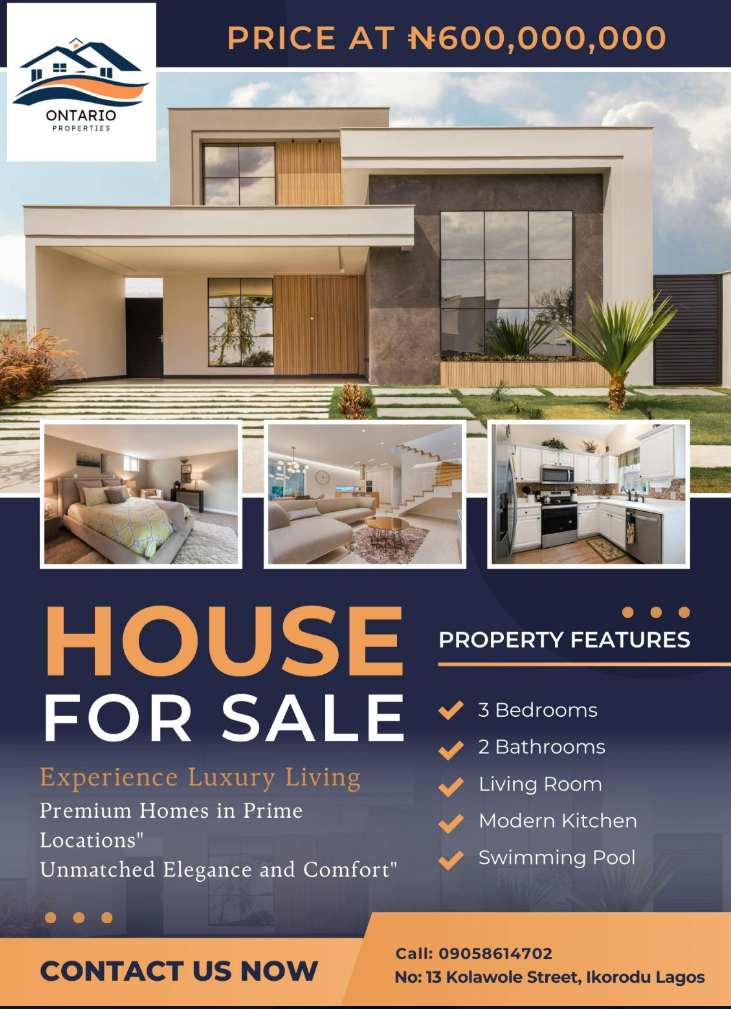 ONTARIO
PROPERTIES
PRICE AT ₦600,000,000
HOUSE
FOR SALE
Experience Luxury Living
Premium Homes in Prime
Locations"
Unmatched Elegance and Comfort"
PROPERTY FEATURES
3 Bedrooms
2 Bathrooms
Living Room
Modern Kitchen
Swimming Pool
CONTACT US NOW
Call: 09058614702
No: 13 Kolawole Street, Ikorodu Lagos